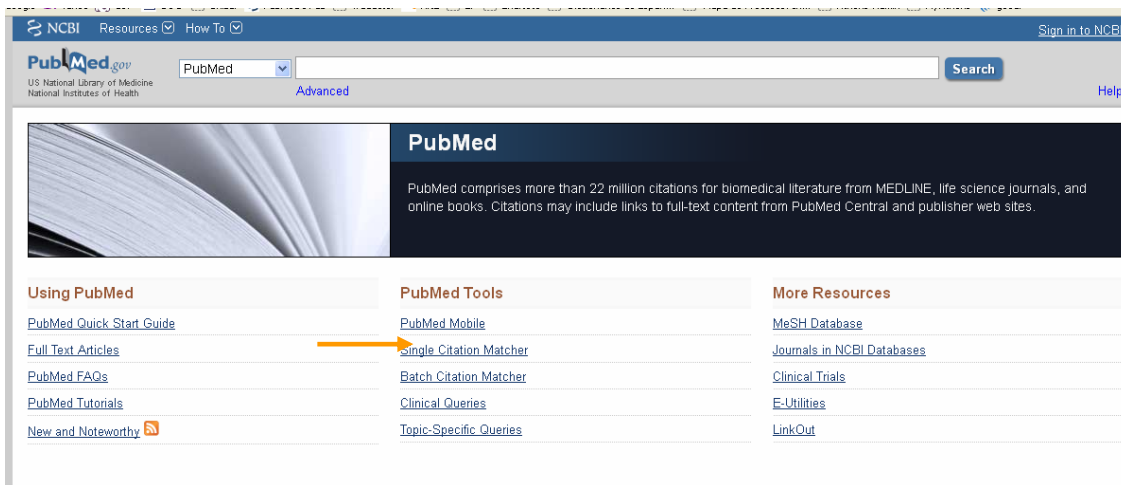 NCBI Resources How To Sign in to NCBI
PubMed.gov
US National Library of Medicine
National Institutes of Health
PubMed
Search
Advanced
Help
PubMed
PubMed comprises more than 22 million citations for biomedical literature from MEDLINE, life science journals, and
online books. Citations may include links to full-text content from PubMed Central and publisher web sites.
Using PubMed
PubMed Quick Start Guide
Full Text Articles
PubMed FAQs
PubMed Tutorials
New and Noteworthy
PubMed Tools
PubMed Mobile
Single Citation Matcher
Batch Citation Matcher
Clinical Queries
Topic-Specific Queries
More Resources
MeSH Database
Journals in NCBI Databases
Clinical Trials
E-Utilities
LinkOut